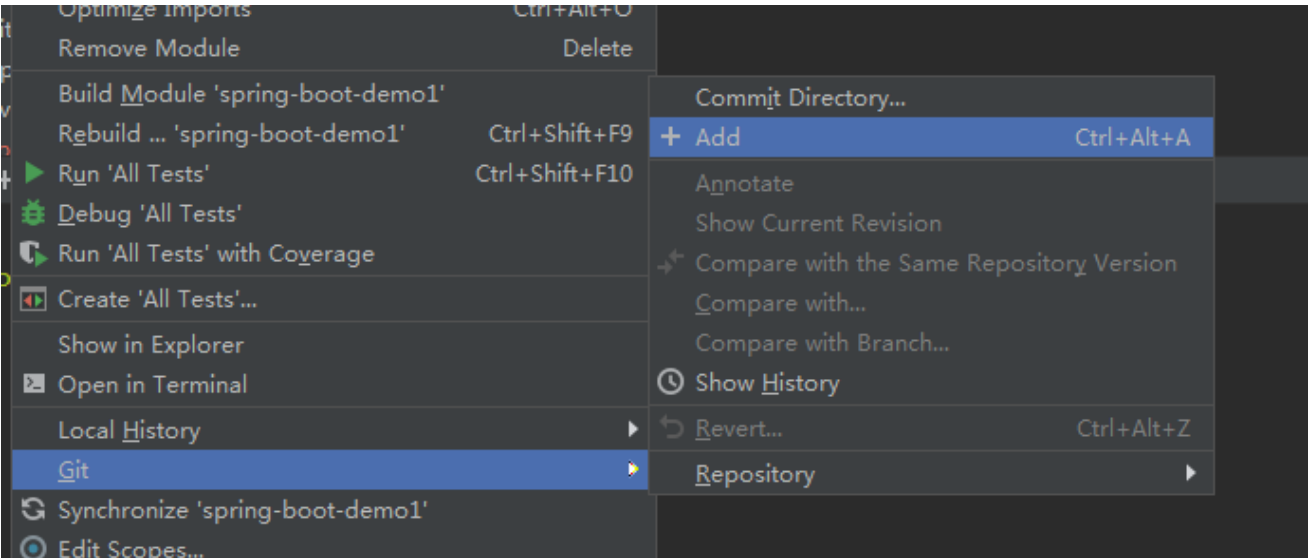 Optimize Imports Ctrl+Alt+O
Remove Module Delete
Build Module 'spring-boot-demo1'
Rebuild ... 'spring-boot-demo1' Ctrl+Shift+F9
Run 'All Tests' Ctrl+Shift+F10
Debug 'All Tests'
Run 'All Tests' with Coverage
Create 'All Tests'...
Show in Explorer
Open in Terminal
Local History
Git
Synchronize 'spring-boot-demo1'
Edit Scopes...
Commit Directory...
Add Ctrl+Alt+A
Annotate
Show Current Revision
Compare with the Same Repository Version
Compare with...
Compare with Branch...
Show History
Revert... Ctrl+Alt+Z
Repository